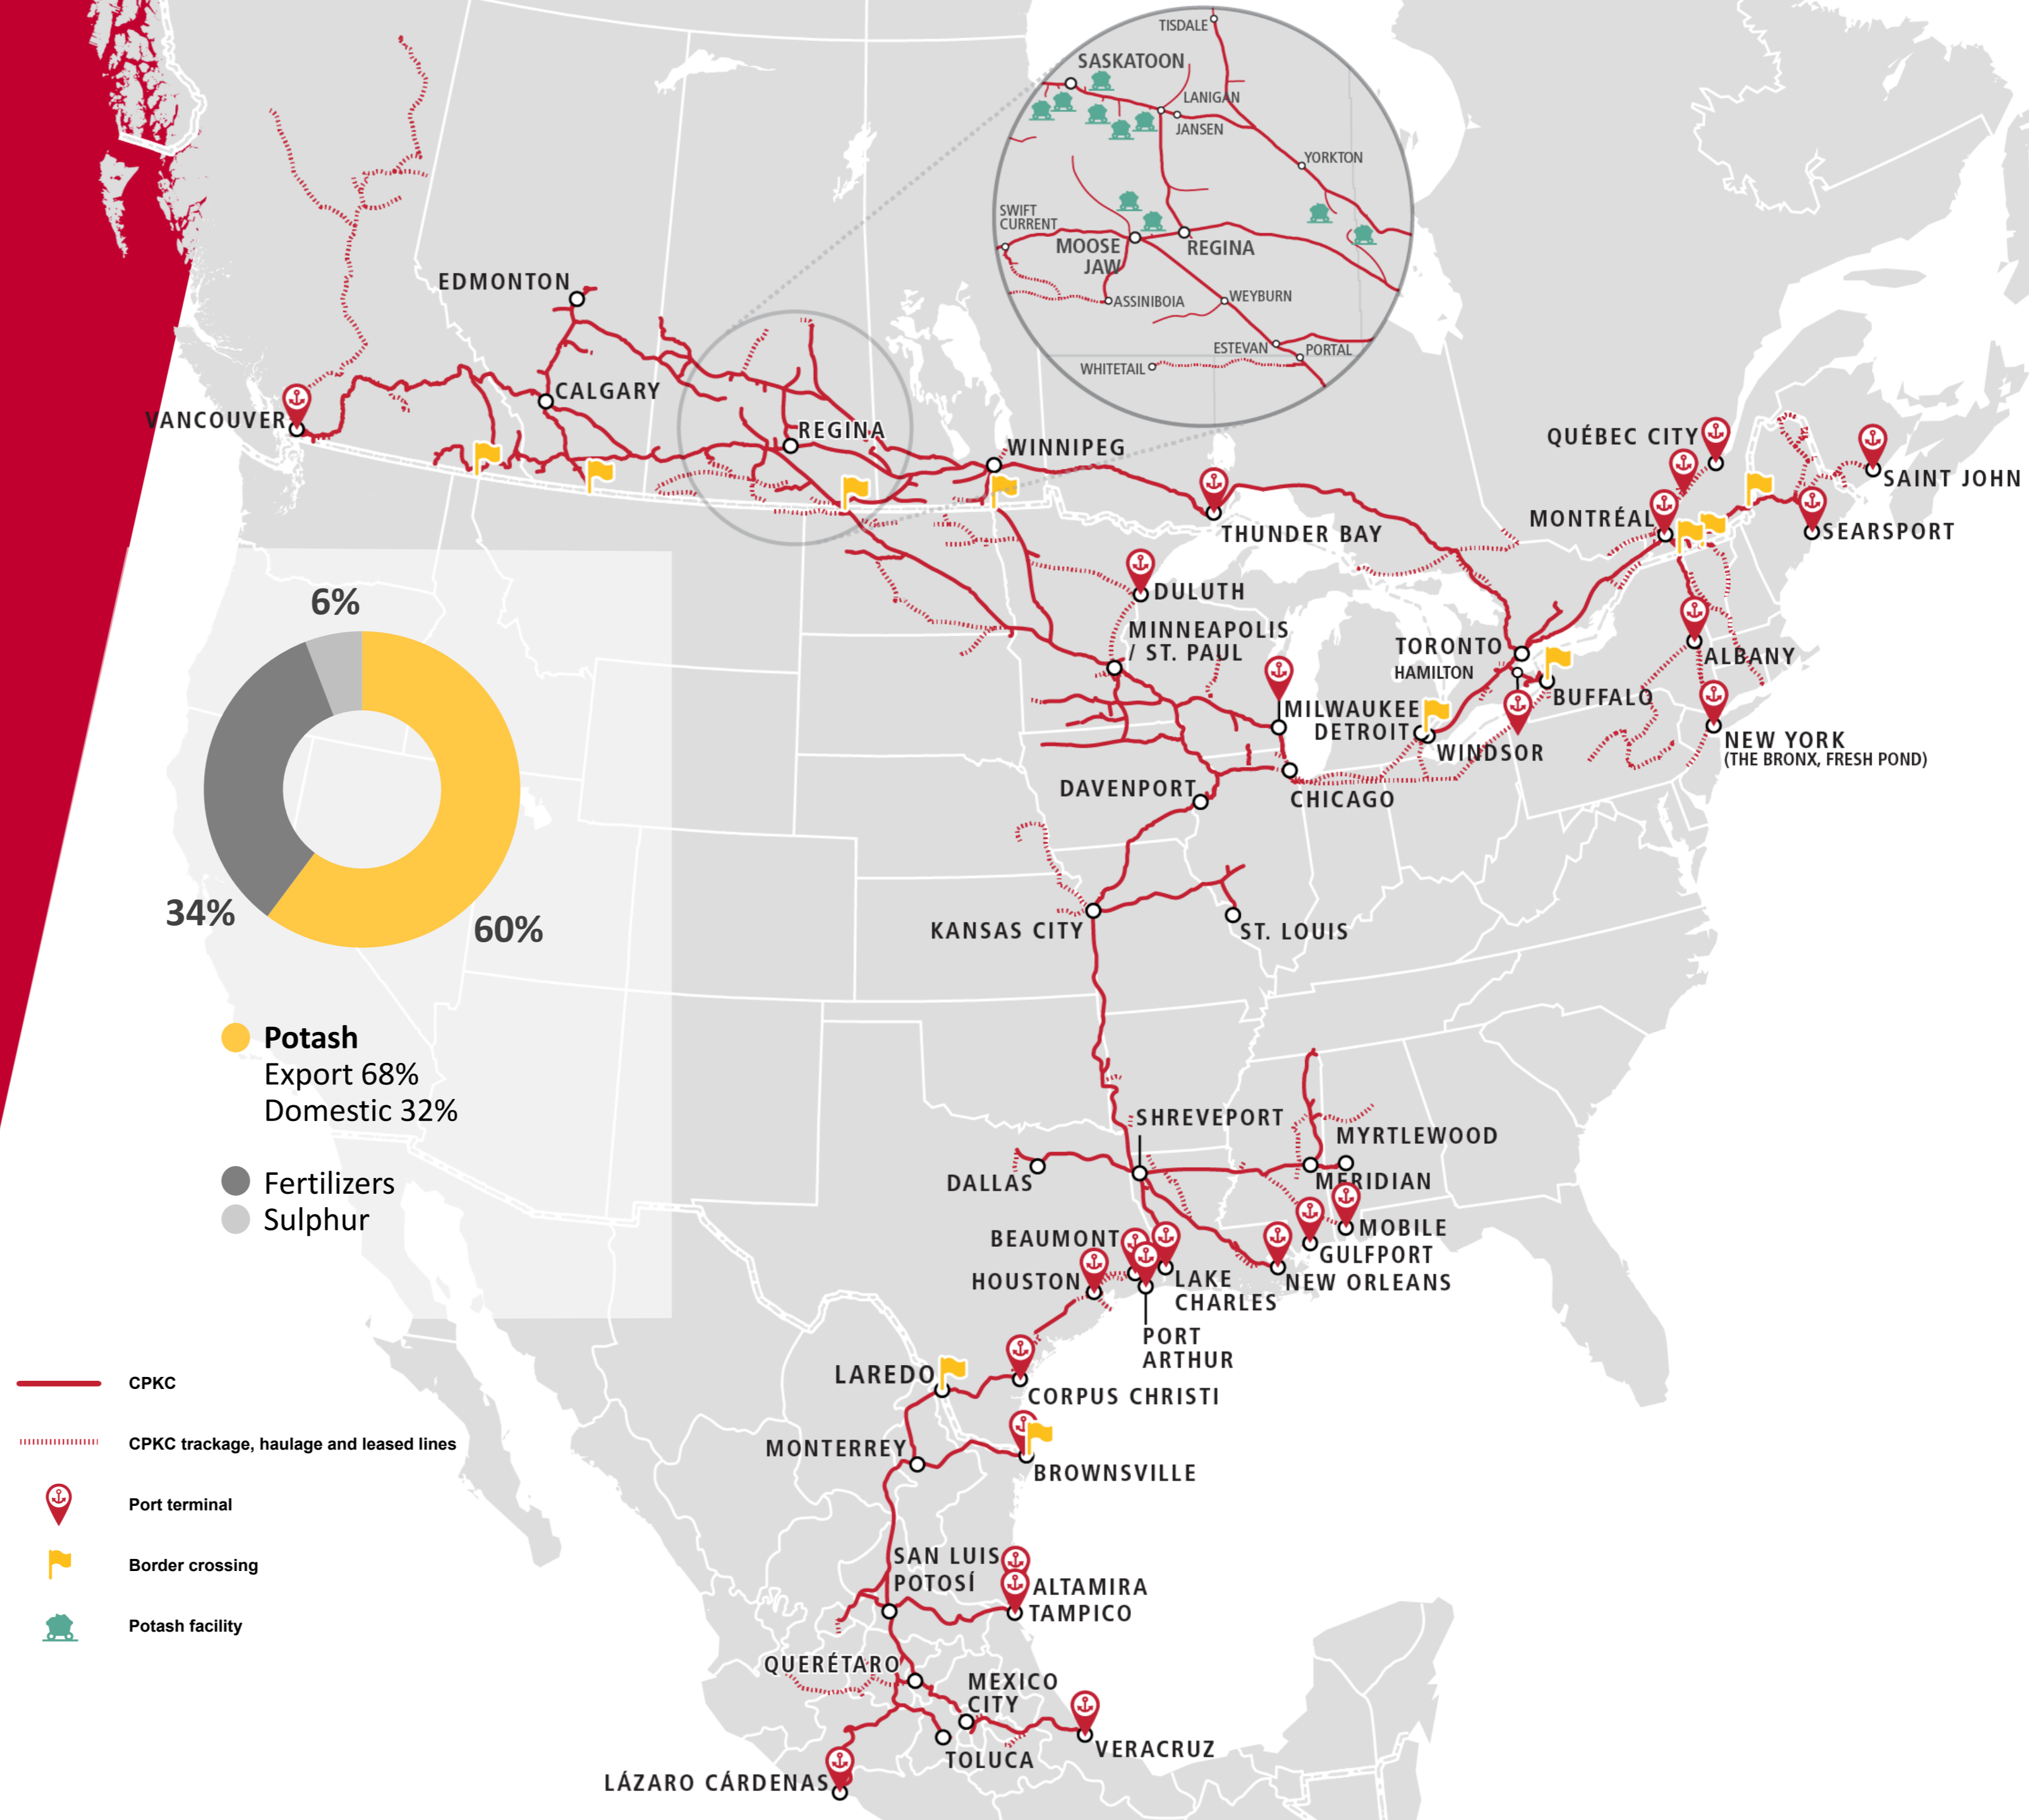 TISDALE
SASKATOON
LANIGAN
JANSEN
YORKTON
SWIFT
CURRENT
MOOSE
JAW
REGINA
ASSINIBOIA
WEYBURN
ESTEVAN
PORTAL
WHITETAIL
EDMONTON
CALGARY
VANCOUVER
REGINA
WINNIPEG
THUNDER BAY
QUÉBEC CITY
SAINT JOHN
MONTRÉAL
SEARSPORT
DULUTH
MINNEAPOLIS
/ ST. PAUL
TORONTO
HAMILTON
ALBANY
BUFFALO
MILWAUKEE
DETROIT
WINDSOR
NEW YORK
(THE BRONX, FRESH POND)
DAVENPORT
CHICAGO
KANSAS CITY
ST. LOUIS
6%
34%
60%
Potash
Export 68%
Domestic 32%
Fertilizers
Sulphur
SHREVEPORT
MYRTLEWOOD
DALLAS
MERIDIAN
MOBILE
BEAUMONT
GULFPORT
HOUSTON
LAKE
CHARLES
NEW ORLEANS
PORT
ARTHUR
LAREDO
CORPUS CHRISTI
MONTERREY
BROWNSVILLE
SAN LUIS
POTOSÍ
ALTAMIRA
TAMPICO
QUERÉTARO
MEXICO
CITY
TOLUCA
VERACRUZ
LÁZARO CÁRDENAS
CPKC
CPKC trackage, haulage and leased lines
Port terminal
Border crossing
Potash facility